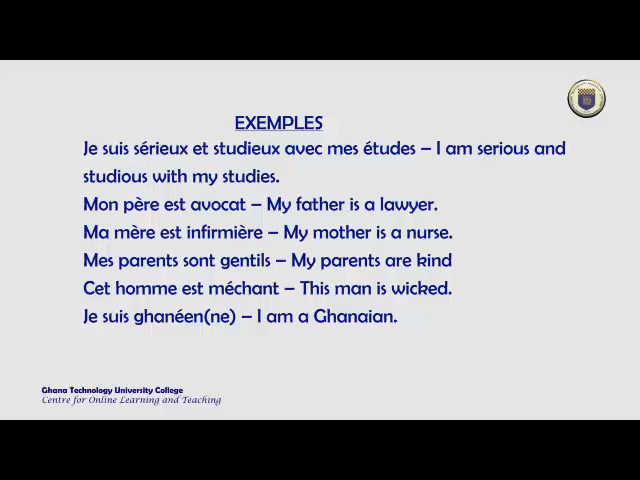 EXEMPLES
Je suis sérieux et studieux avec mes études – I am serious and
studious with my studies.
Mon père est avocat – My father is a lawyer.
Ma mère est infirmière – My mother is a nurse.
Mes parents sont gentils – My parents are kind
Cet homme est méchant – This man is wicked.
Je suis ghanéen(ne) – I am a Ghanaian.
Ghana Technology University College
Centre for Online Learning and Teaching